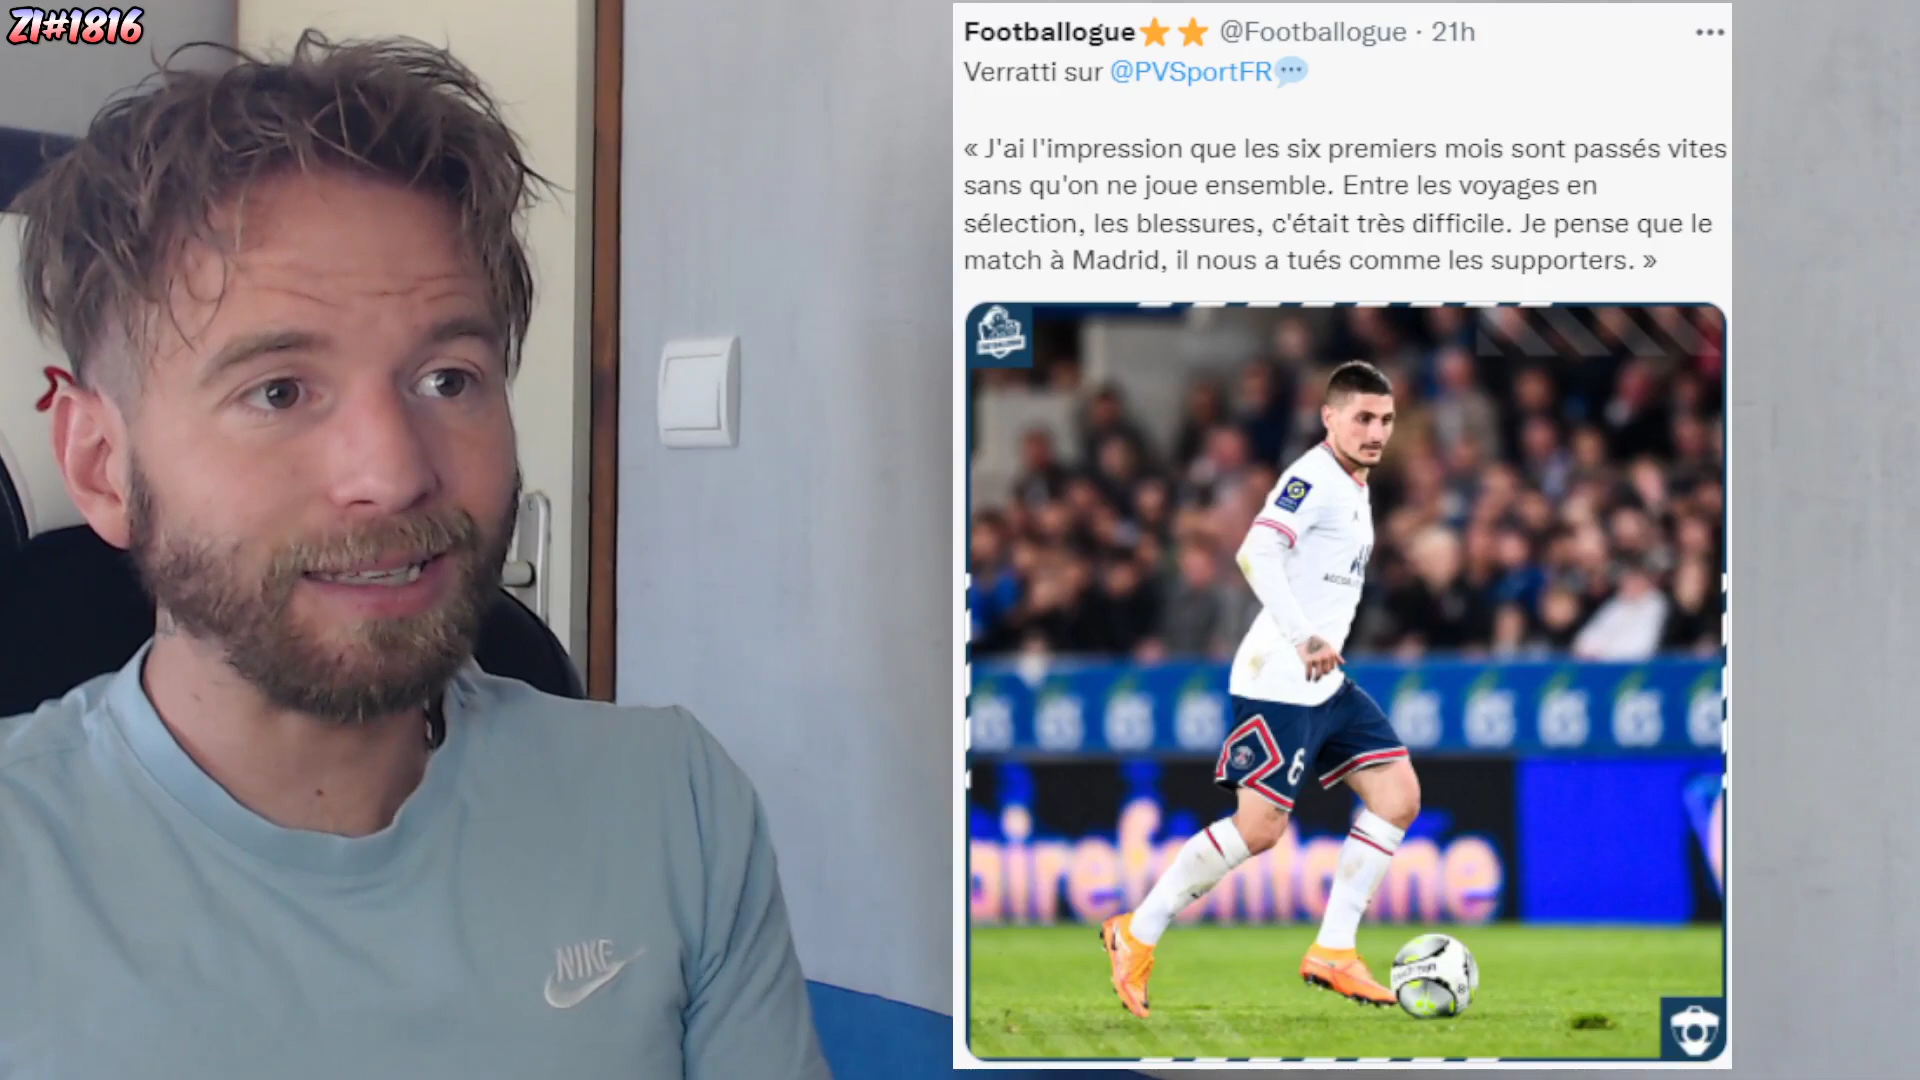 ZI#1816
Footballogue⭐⭐ @Footballogue · 21h
Verratti sur @PVSportFR💬
« J'ai l'impression que les six premiers mois sont passés vites
sans qu'on ne joue ensemble. Entre les voyages en
sélection, les blessures, c'était très difficile. Je pense que le
match à Madrid, il nous a tués comme les supporters. »
NIKE
6